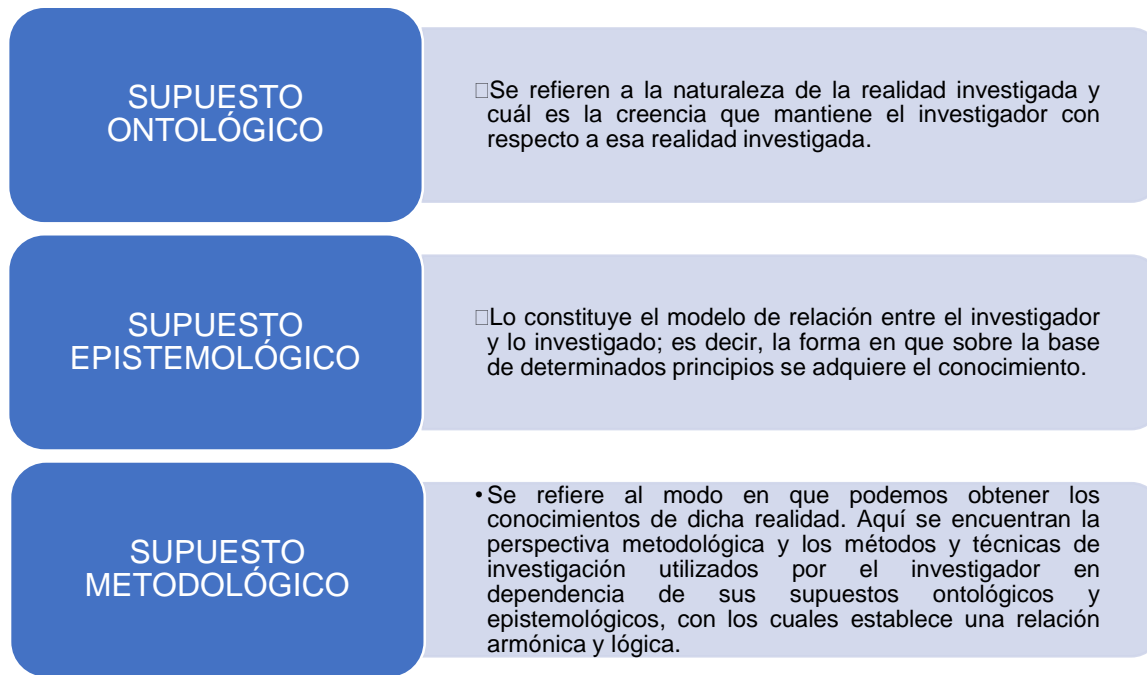 SUPUESTO
ONTOLÓGICO
□Se refieren a la naturaleza de la realidad investigada y
cuál es la creencia que mantiene el investigador con
respecto a esa realidad investigada.
SUPUESTO
EPISTEMOLÓGICO
□Lo constituye el modelo de relación entre el investigador
y lo investigado; es decir, la forma en que sobre la base
de determinados principios se adquiere el conocimiento.
SUPUESTO
METODOLÓGICO
• Se refiere al modo en que podemos obtener los
conocimientos de dicha realidad. Aquí se encuentran la
perspectiva metodológica y los métodos y técnicas de
investigación utilizados por el investigador en
dependencia de sus supuestos ontológicos y
epistemológicos, con los cuales establece una relación
armónica y lógica.